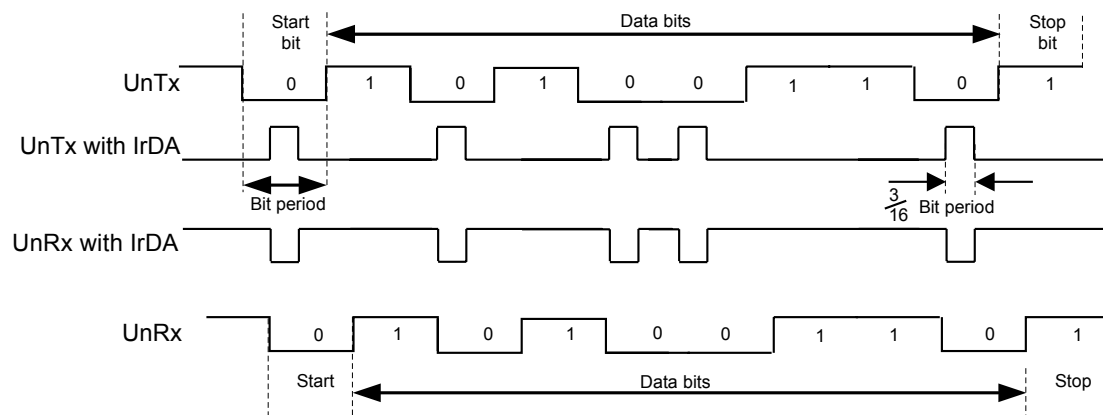 Start
bit
Data bits
Stop
bit
UnTx
0 1 0 1 0 0 1 1 0 1
UnTx with IrDA
Bit period
3/16 Bit period
UnRx with IrDA
UnRx
0 1 0 1 0 0 1 1 0 1
Start
Data bits
Stop